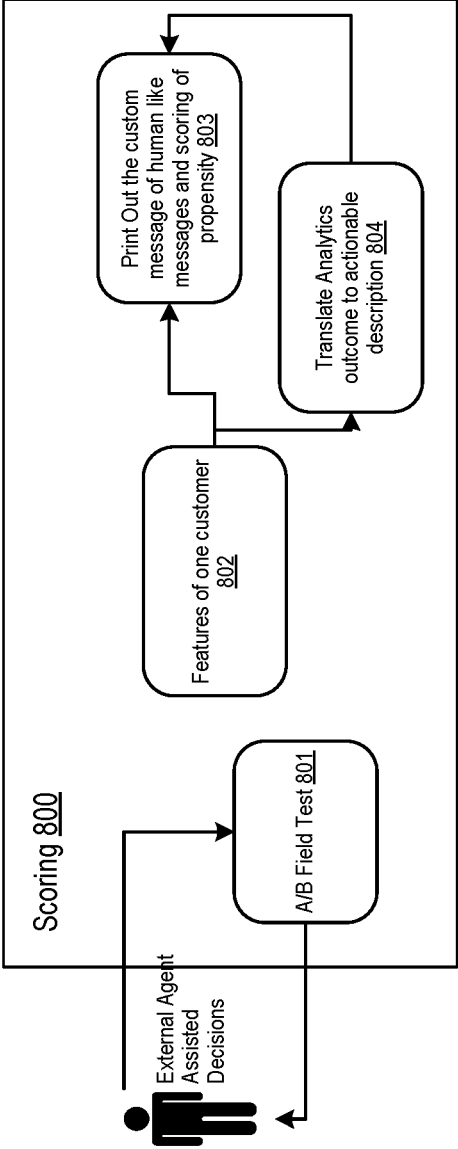 Scoring 800
External Agent
Assisted
Decisions
A/B Field Test 801
Features of one customer
802
Print Out the custom
message of human like
messages and scoring of
propensity 803
Translate Analytics
outcome to actionable
description 804